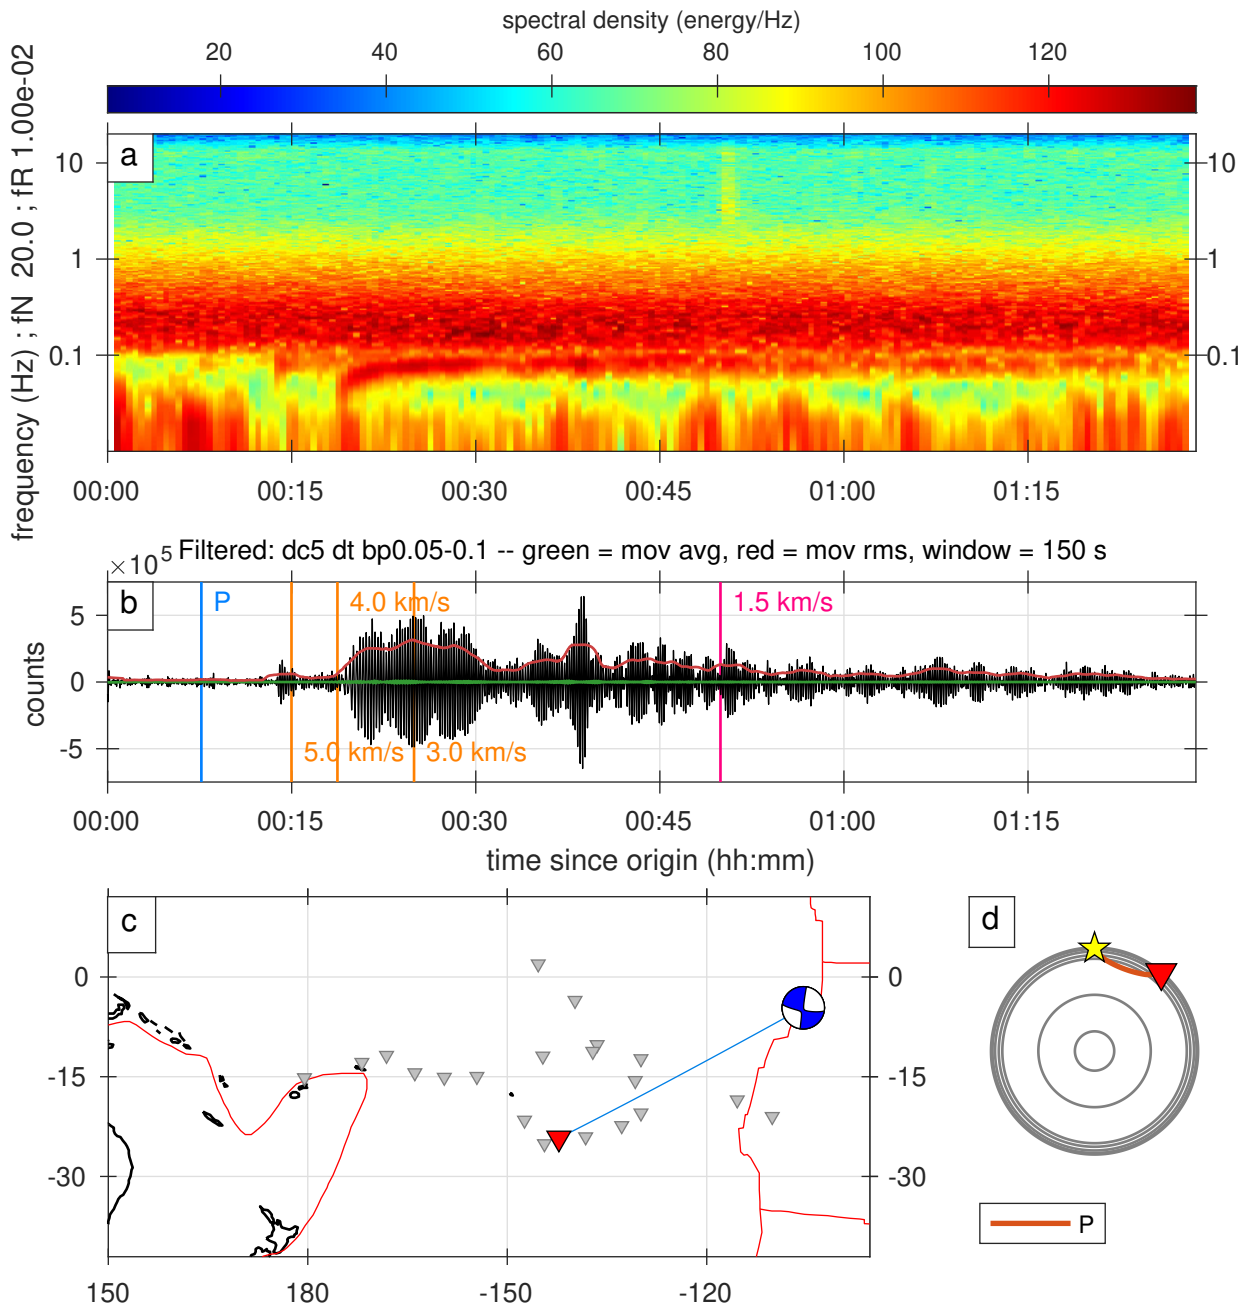 spectral density (energy/Hz)
20 40 60 80 100 120
frequency (Hz) ; fN 20.0 ; fR 1.00e-02
a
10 10
1 1
0.1 0.1
00:00 00:15 00:30 00:45 01:00 01:15
×10^5 Filtered: dc5 dt bp0.05-0.1 -- green = mov avg, red = mov rms, window = 150 s
b
P 4.0 km/s 1.5 km/s
counts
5
0
-5
5.0 km/s 3.0 km/s
00:00 00:15 00:30 00:45 01:00 01:15
time since origin (hh:mm)
c
d
0 0
-15 -15
-30 -30
150 180 -150 -120
P